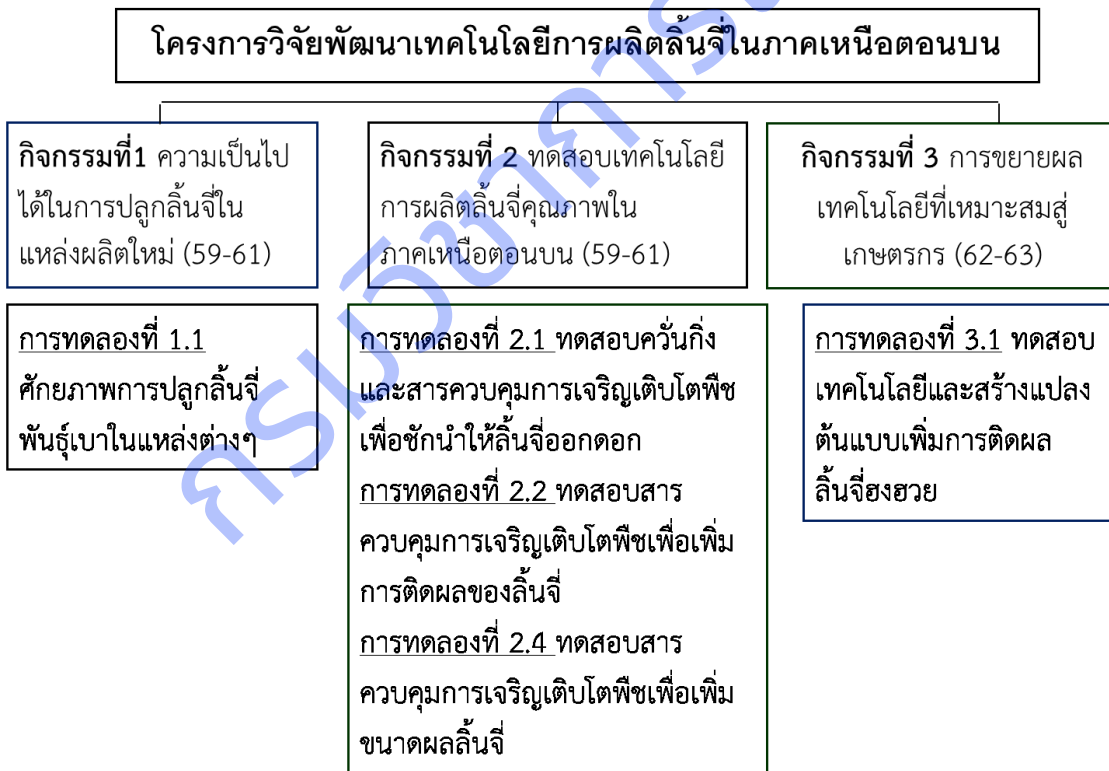 โครงการวิจัยพัฒนาเทคโนโลยีการผลิตลิ้นจี่ในภาคเหนือตอนบน
กิจกรรมที่1 ความเป็นไป
ได้ในการปลูกลิ้นจี่ใน
แหล่งผลิตใหม่ (59-61)
กิจกรรมที่ 2 ทดสอบเทคโนโลยี
การผลิตลิ้นจี่คุณภาพใน
ภาคเหนือตอนบน (59-61)
กิจกรรมที่ 3 การขยายผล
เทคโนโลยีที่เหมาะสมสู่
เกษตรกร (62-63)
การทดลองที่ 1.1
ศักยภาพการปลูกลิ้นจี่
พันธุ์เบาในแหล่งต่างๆ
การทดลองที่ 2.1 ทดสอบควั่นกิ่ง
และสารควบคุมการเจริญเติบโตพืช
เพื่อชักนำให้ลิ้นจี่ออกดอก
การทดลองที่ 2.2 ทดสอบสาร
ควบคุมการเจริญเติบโตพืชเพื่อเพิ่ม
การติดผลของลิ้นจี่
การทดลองที่ 2.4 ทดสอบสาร
ควบคุมการเจริญเติบโตพืชเพื่อเพิ่ม
ขนาดผลลิ้นจี่
การทดลองที่ 3.1 ทดสอบ
เทคโนโลยีและสร้างแปลง
ต้นแบบเพิ่มการติดผล
ลิ้นจี่ฮงฮวย
กรมวิชาการ